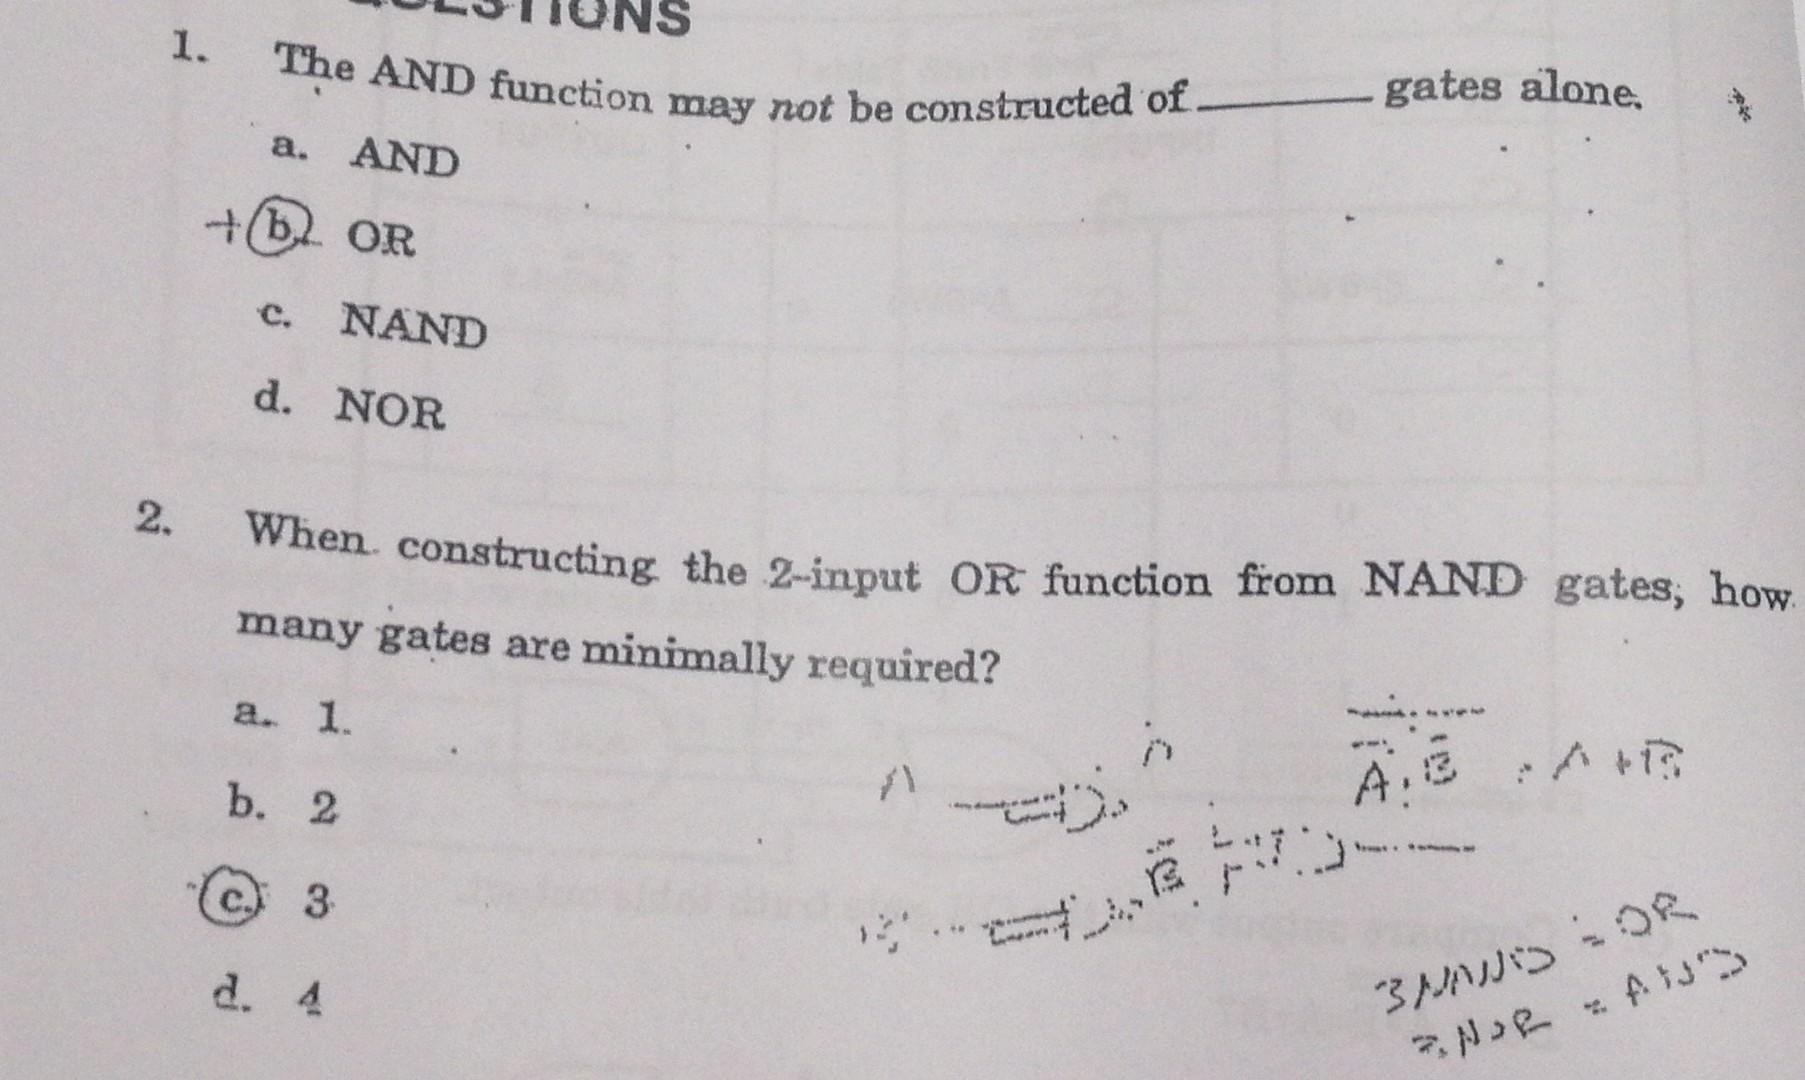 QUESTIONS
1. The AND function may not be constructed of ______ gates alone.
a. AND
+ b. OR
c. NAND
d. NOR
2. When constructing the 2-input OR function from NAND gates, how
many gates are minimally required?
a. 1.
b. 2
c. 3
d. 4
A
A̅·B̅ = A + B
B̅
B
3 NAND = OR
NOR = AND